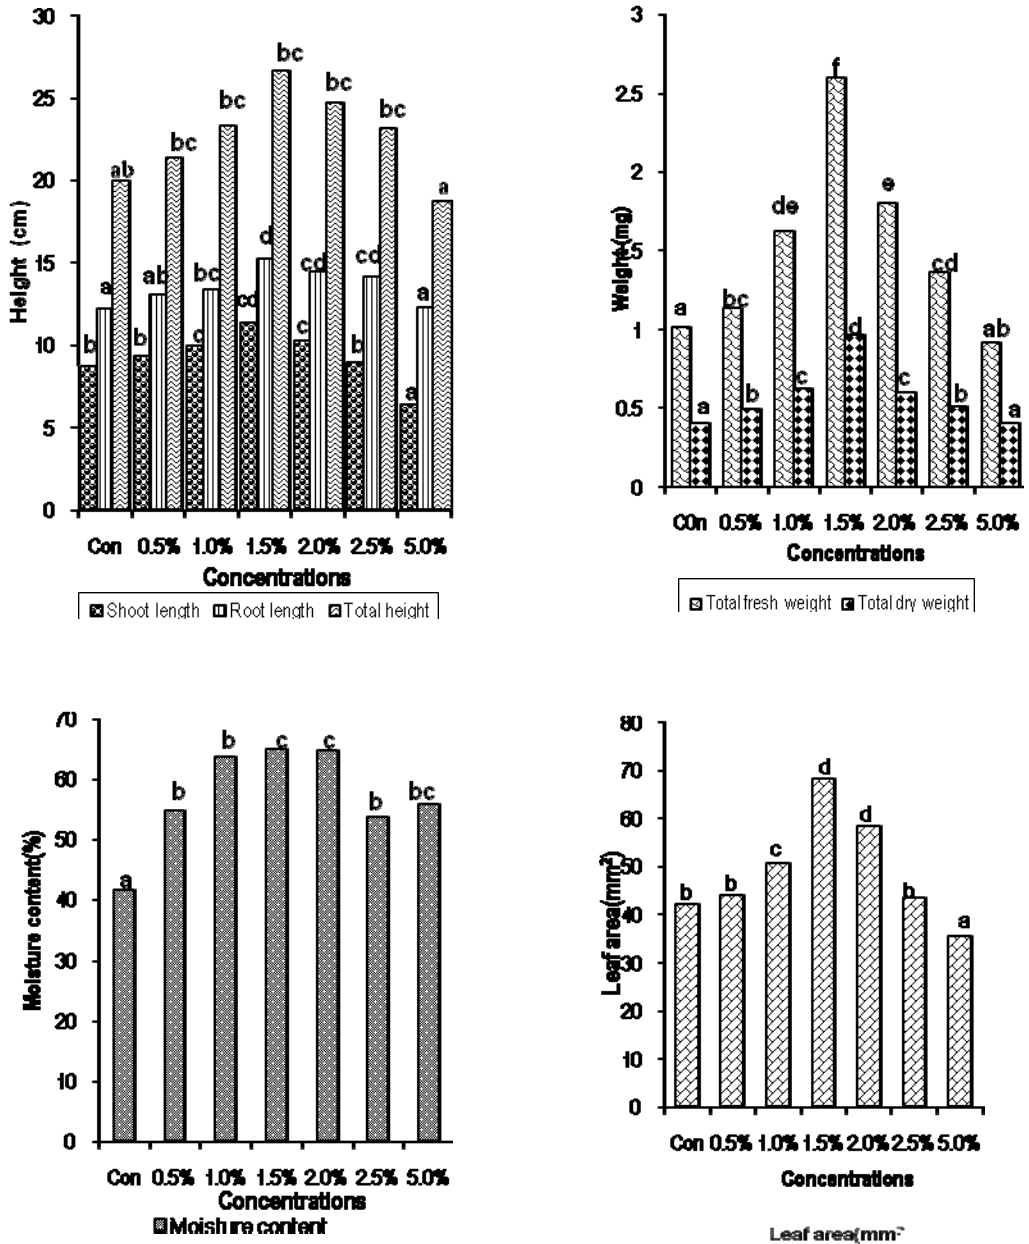 30
25
20
15
10
5
0
Height (cm)
b a ab
b ab bc
c bc bc
cd d bc
c cd bc
b cd bc
a a a
Con 0.5% 1.0% 1.5% 2.0% 2.5% 5.0%
Concentrations
Shoot length Root length Total height
3
2.5
2
1.5
1
0.5
0
Weight(mg)
a a
bc b
de c
f d
e c
cd b
ab a
C0n 0.5% 1.0% 1.5% 2.0% 2.5% 5.0%
Concentrations
Total fresh weight Total dry weight
70
60
50
40
30
20
10
0
Moisture content(%)
a b b c c b bc
Con 0.5% 1.0% 1.5% 2.0% 2.5% 5.0%
Concentrations
Moisture content
80
70
60
50
40
30
20
10
0
Leaf area(mm²)
b b c d d b a
Con 0.5% 1.0% 1.5% 2.0% 2.5% 5.0%
Concentrations
Leaf area(mm²